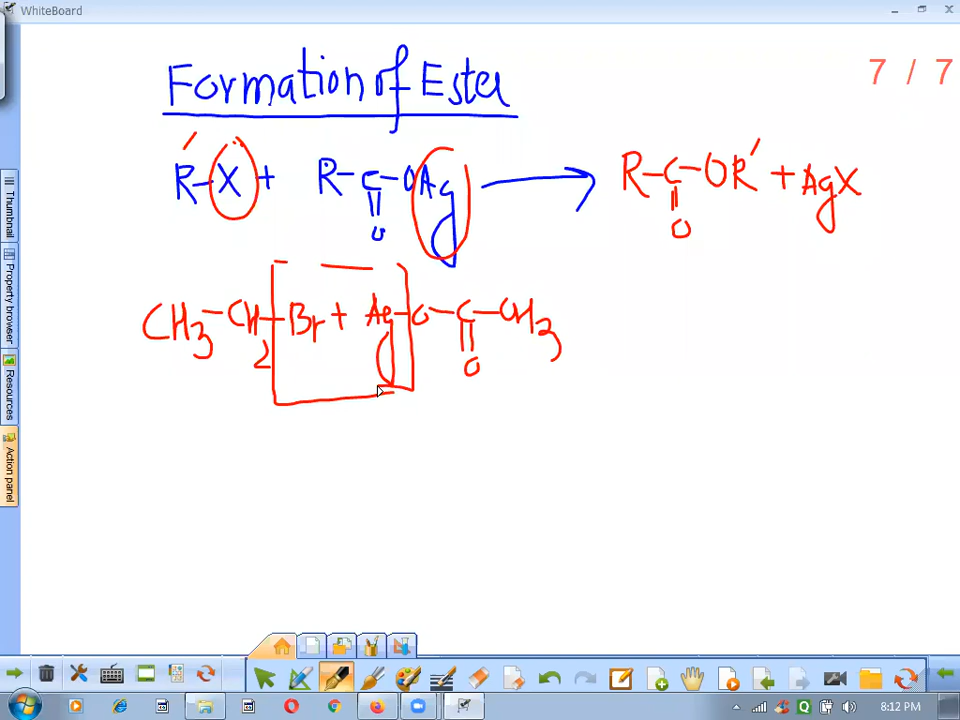 WhiteBoard
7 / 7
Formation of Ester
R′–X + R–C–OAg → R–C–OR′ + AgX
|| ||
O O
CH3–CH2–Br + Ag–O–C–CH3
||
O
Thumbnail
Property browser
Resources
Action panel
8:12 PM